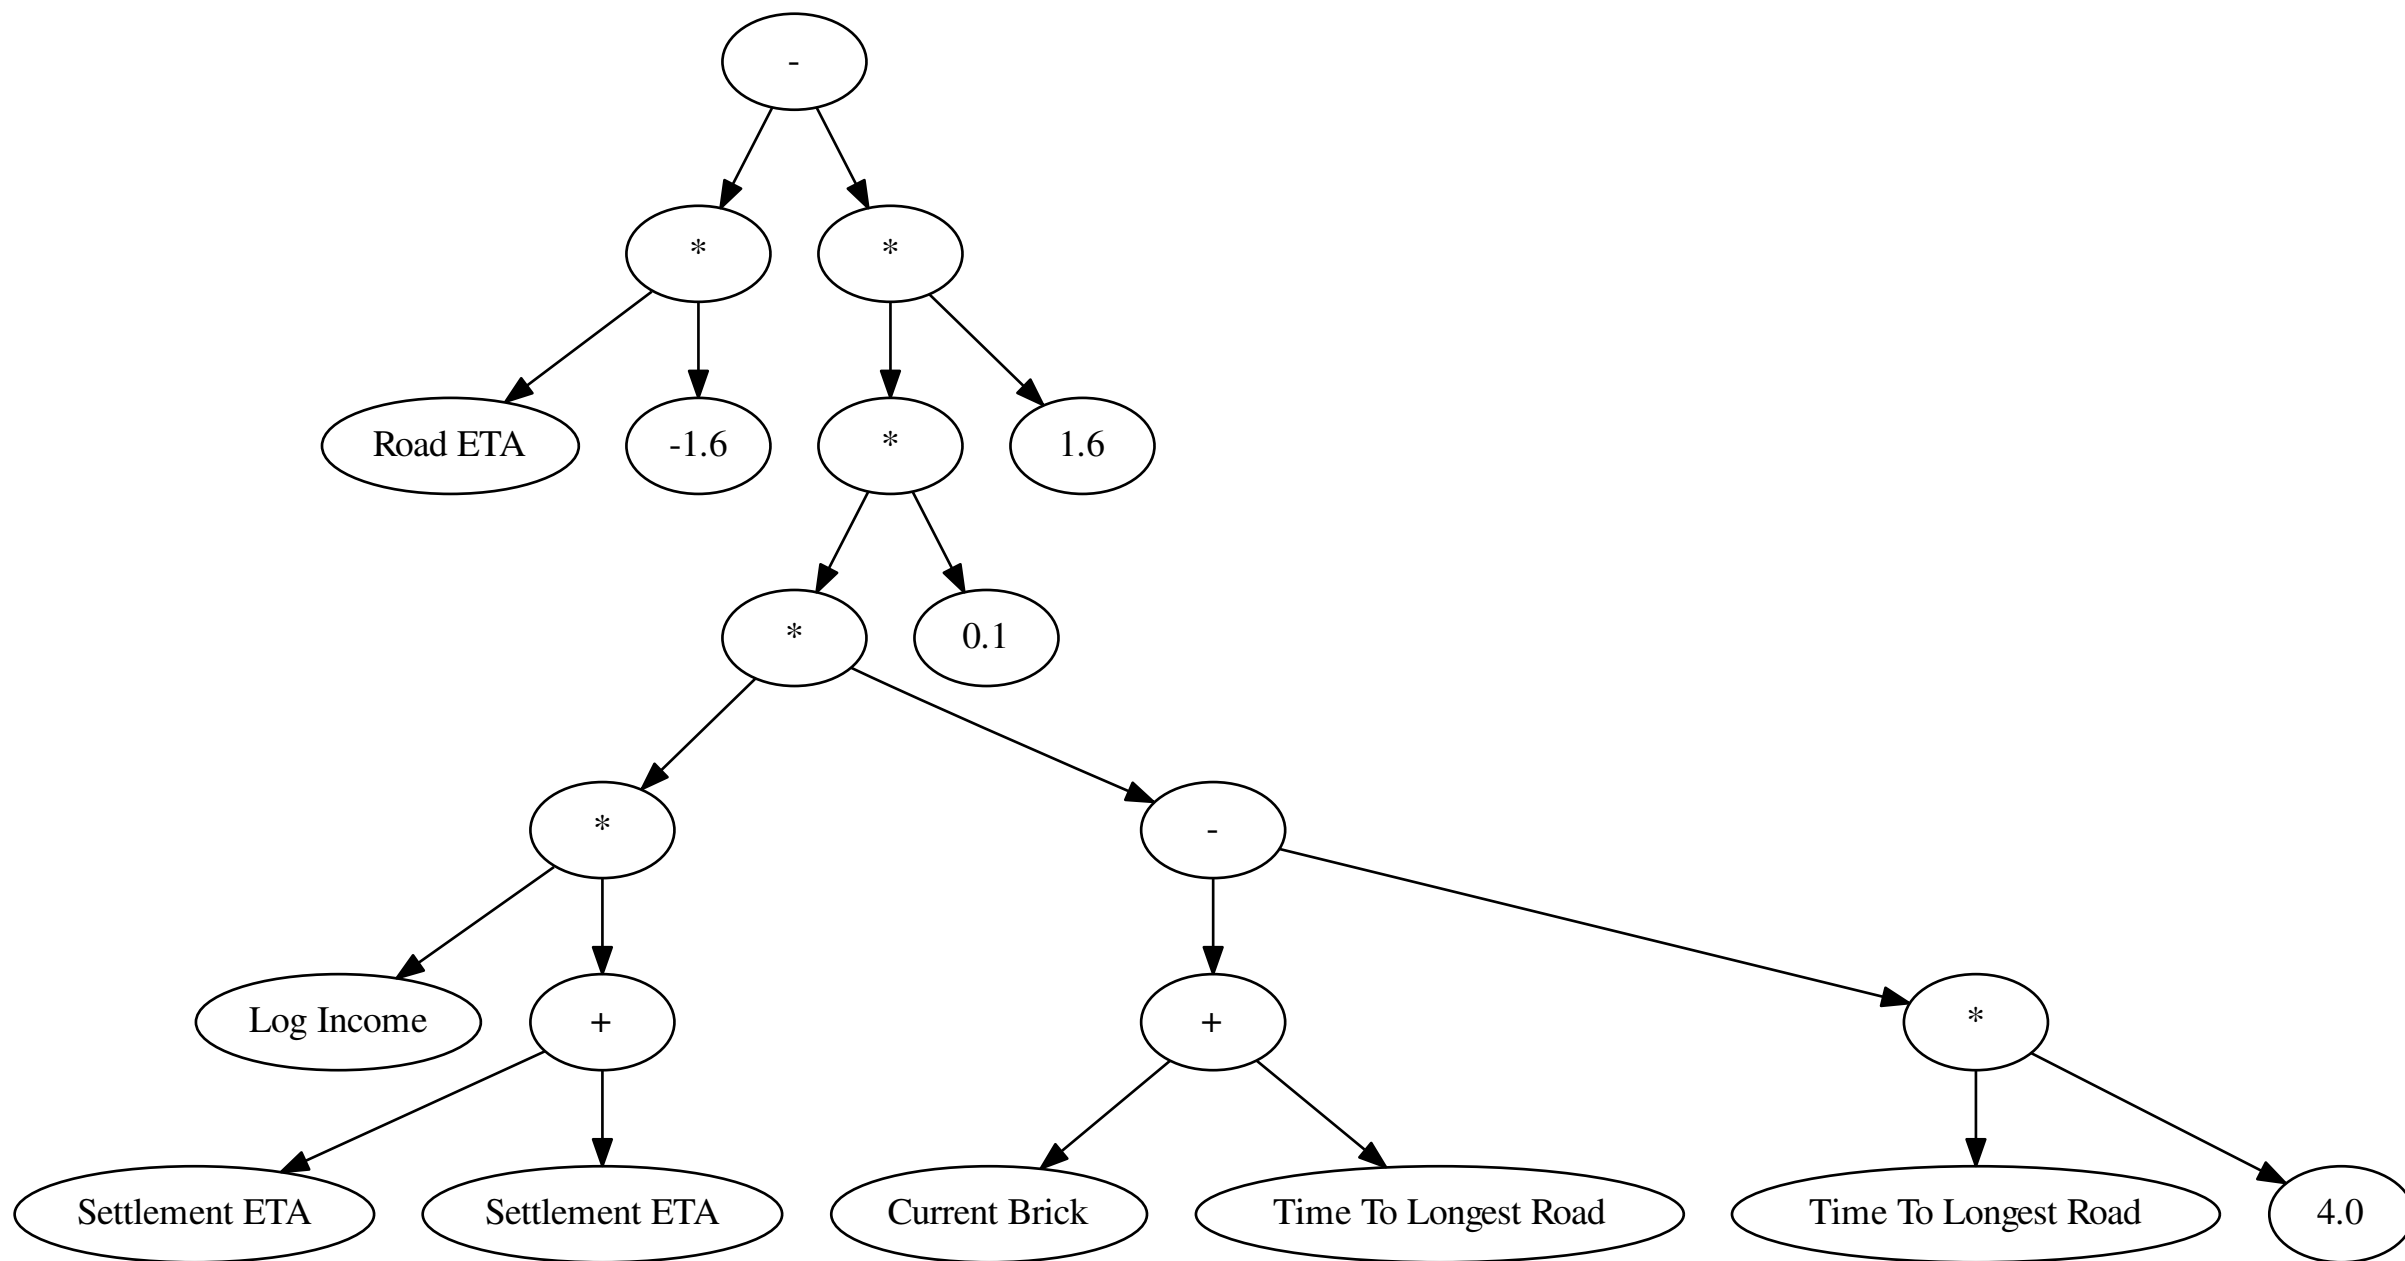 -
*
*
Road ETA
-1.6
*
1.6
*
0.1
*
-
Log Income
+
+
*
Settlement ETA
Settlement ETA
Current Brick
Time To Longest Road
Time To Longest Road
4.0